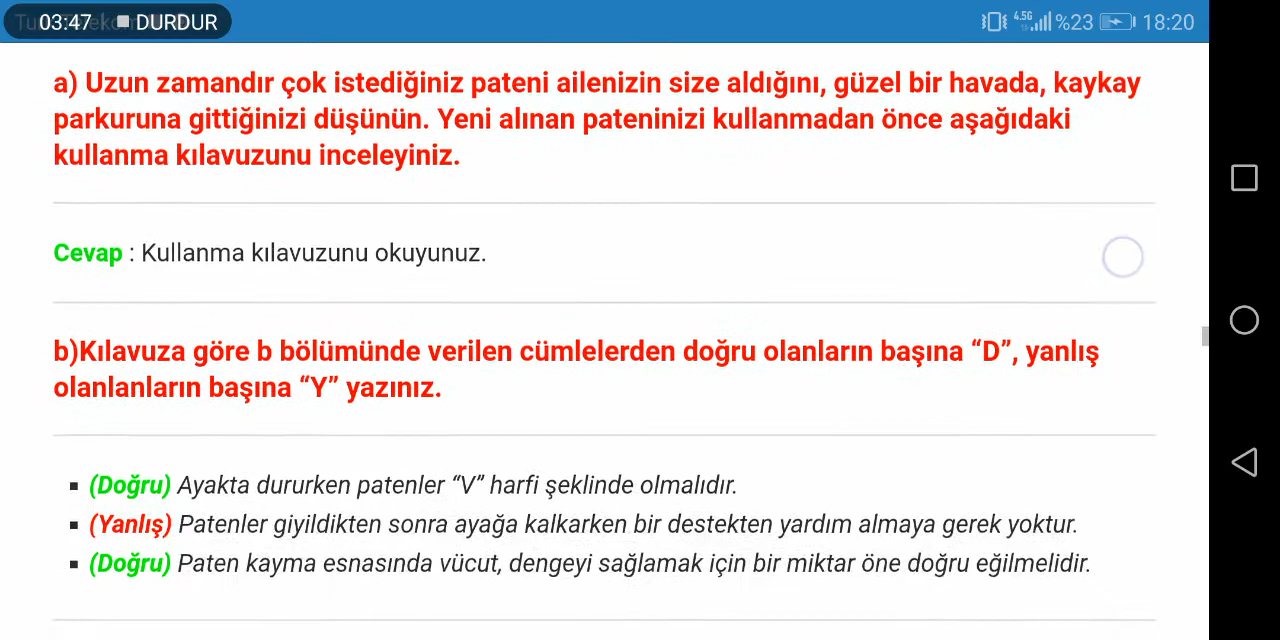 03:47 DURDUR
4.5G %23 18:20
a) Uzun zamandır çok istediğiniz pateni ailenizin size aldığını, güzel bir havada, kaykay
parkuruna gittiğinizi düşünün. Yeni alınan pateninizi kullanmadan önce aşağıdaki
kullanma kılavuzunu inceleyiniz.
Cevap : Kullanma kılavuzunu okuyunuz.
b)Kılavuza göre b bölümünde verilen cümlelerden doğru olanların başına “D”, yanlış
olanlanların başına “Y” yazınız.
(Doğru) Ayakta dururken patenler “V” harfi şeklinde olmalıdır.
(Yanlış) Patenler giyildikten sonra ayağa kalkarken bir destekten yardım almaya gerek yoktur.
(Doğru) Paten kayma esnasında vücut, dengeyi sağlamak için bir miktar öne doğru eğilmelidir.